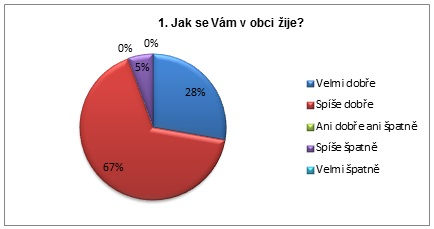 1. Jak se Vám v obci žije?
0%
0%
5%
28%
67%
Velmi dobře
Spíše dobře
Ani dobře ani špatně
Spíše špatně
Velmi špatně